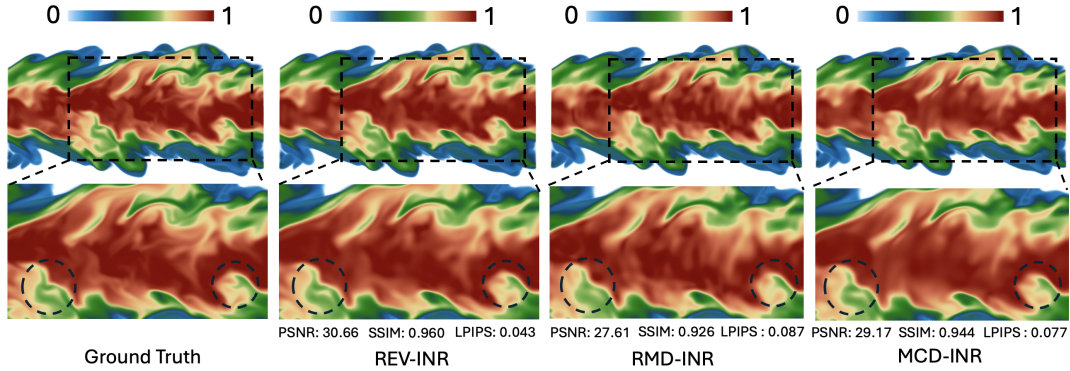 0 1 0 1 0 1 0 1
PSNR: 30.66 SSIM: 0.960 LPIPS: 0.043 PSNR: 27.61 SSIM: 0.926 LPIPS : 0.087 PSNR: 29.17 SSIM: 0.944 LPIPS : 0.077
Ground Truth REV-INR RMD-INR MCD-INR